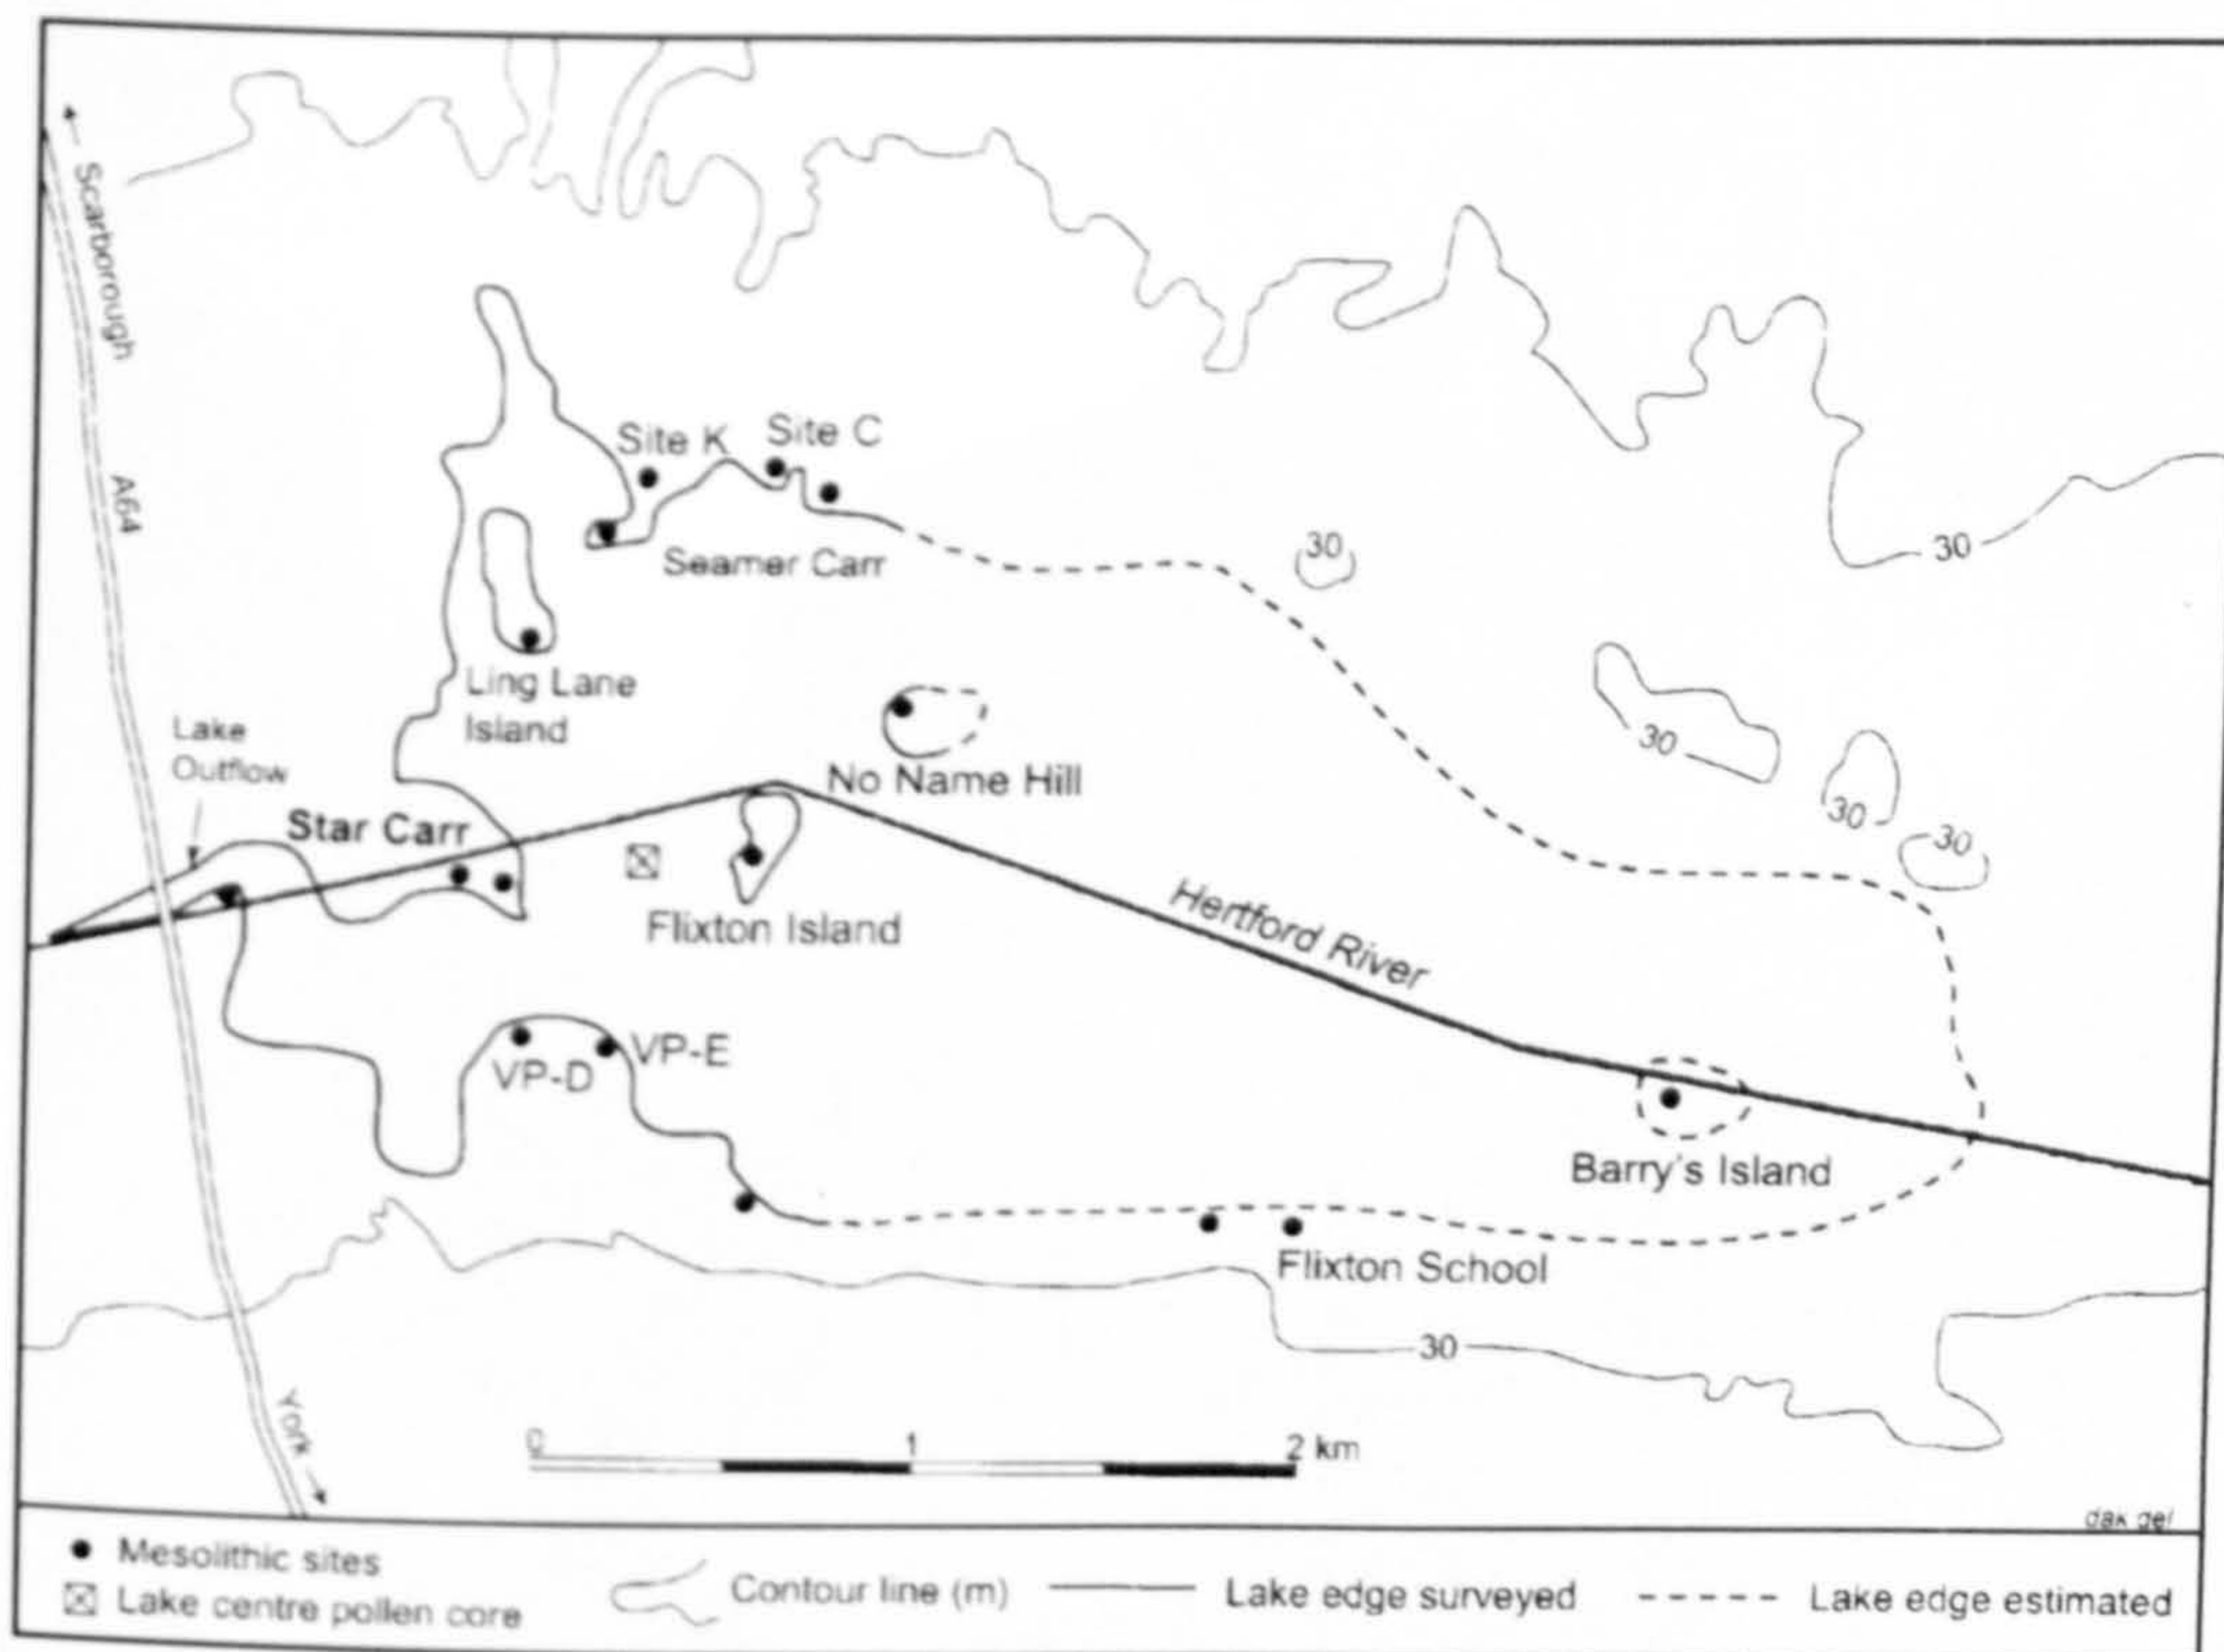 Scarborough
A64
Site K
Site C
Seamer Carr
30
30
Ling Lane
Island
30
Lake
Outflow
No Name Hill
30
30
Star Carr
Flixton Island
Hertford River
VP-E
VP-D
Barry's Island
Flixton School
30
York
0 1 2 km
dak del
Mesolithic sites
Lake centre pollen core
Contour line (m)
Lake edge surveyed
Lake edge estimated